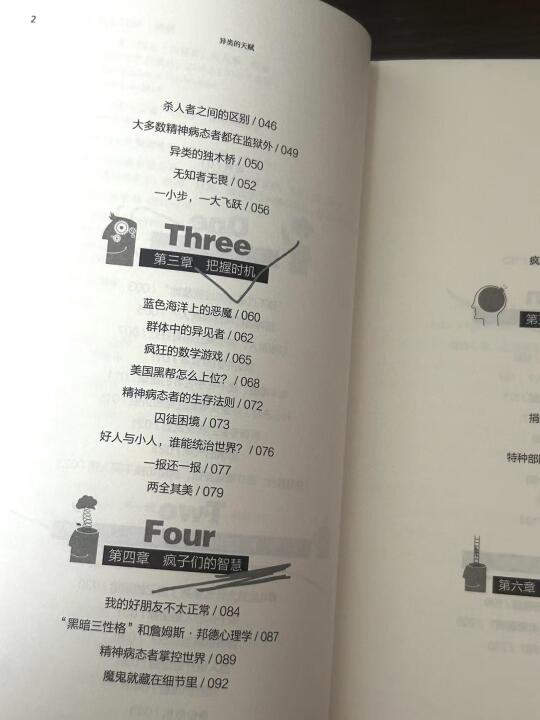 2
异类的天赋
杀人者之间的区别 / 046
大多数精神病态者都在监狱外 / 049
异类的独木桥 / 050
无知者无畏 / 052
一小步，一大飞跃 / 056
Three
第三章 把握时机
蓝色海洋上的恶魔 / 060
群体中的异见者 / 062
疯狂的数学游戏 / 065
美国黑帮怎么上位？ / 068
精神病态者的生存法则 / 072
囚徒困境 / 073
好人与小人，谁能统治世界？ / 076
一报还一报 / 077
两全其美 / 079
Four
第四章 疯子们的智慧
我的好朋友不太正常 / 084
“黑暗三性格”和詹姆斯·邦德心理学 / 087
精神病态者掌控世界 / 089
魔鬼就藏在细节里 / 092
疯
第
捐
特种部
第六章